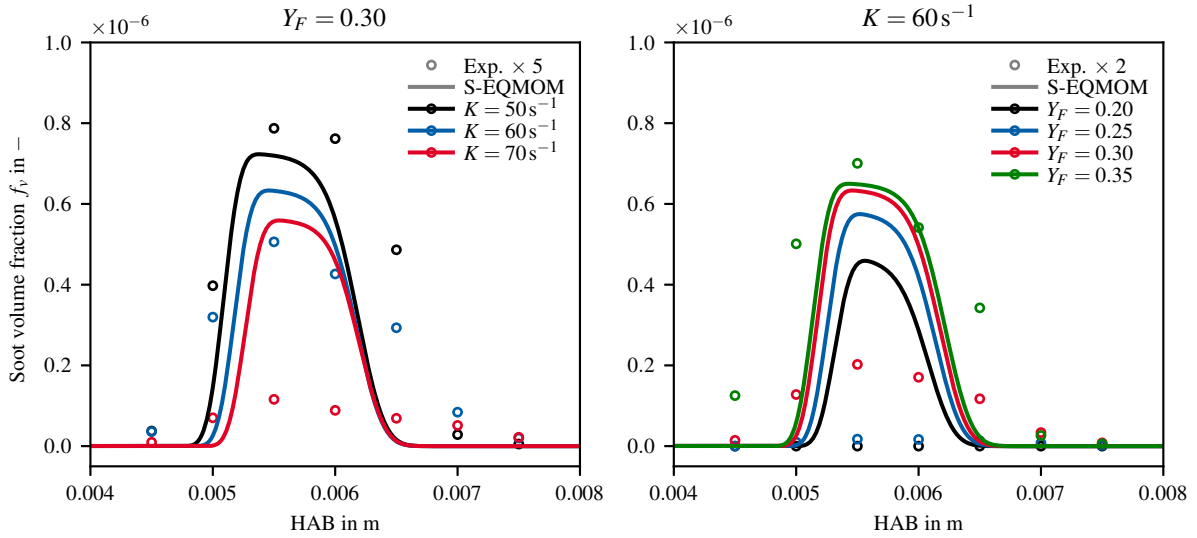 ×10⁻⁶
Y_F = 0.30
1.0
0.8
0.6
0.4
0.2
0.0
Soot volume fraction f_v in −
0.004
0.005
0.006
0.007
0.008
HAB in m
Exp. × 5
S-EQMOM
K = 50 s⁻¹
K = 60 s⁻¹
K = 70 s⁻¹
×10⁻⁶
K = 60 s⁻¹
1.0
0.8
0.6
0.4
0.2
0.0
0.004
0.005
0.006
0.007
0.008
HAB in m
Exp. × 2
S-EQMOM
Y_F = 0.20
Y_F = 0.25
Y_F = 0.30
Y_F = 0.35